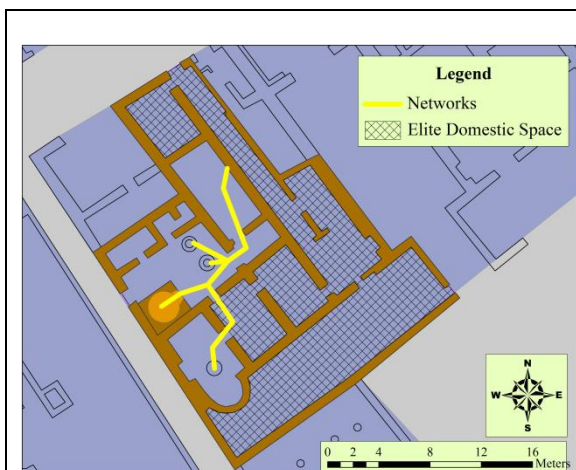 Legend
Networks
Elite Domestic Space
N
W E
S
0 2 4 8 12 16
Meters